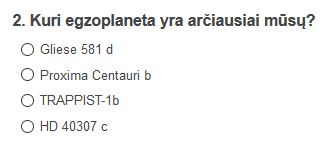 2. Kuri egzoplaneta yra arčiausiai mūsų?
Gliese 581 d
Proxima Centauri b
TRAPPIST-1b
HD 40307 c